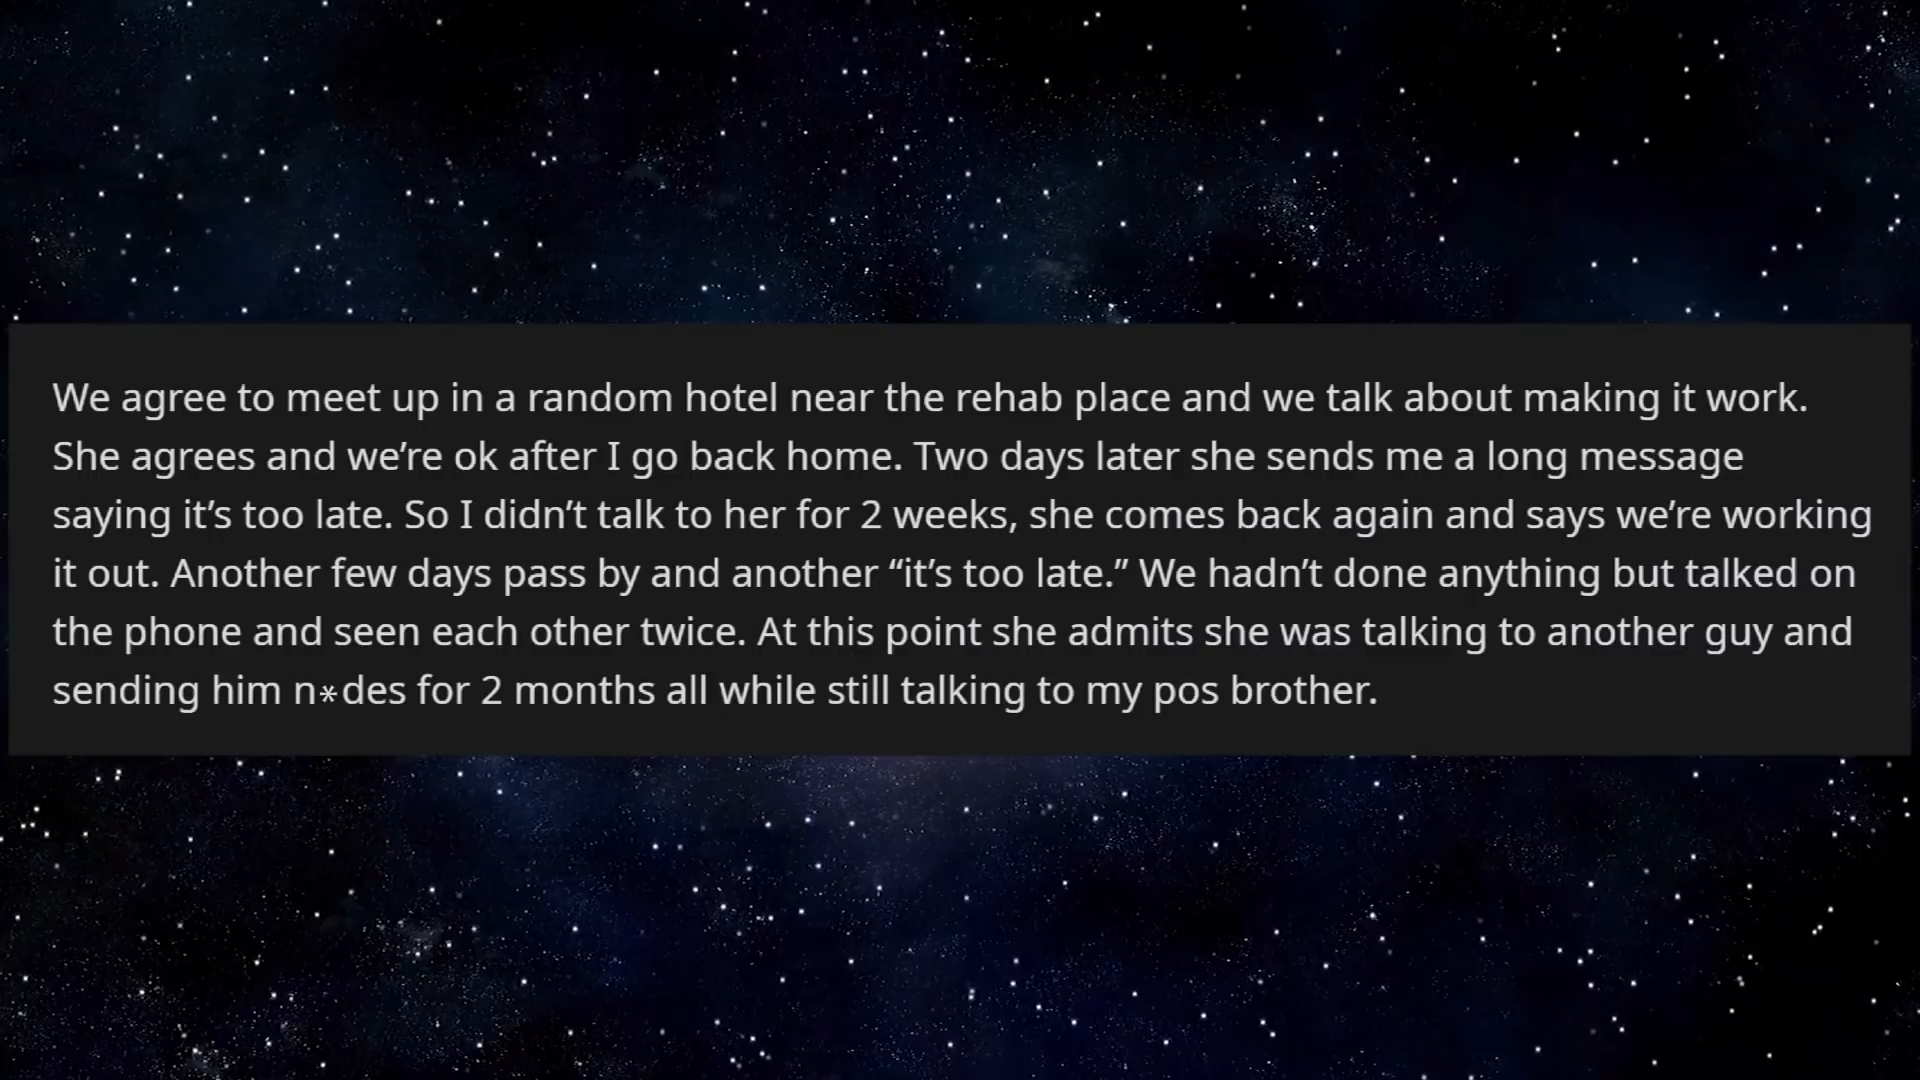 We agree to meet up in a random hotel near the rehab place and we talk about making it work.
She agrees and we’re ok after I go back home. Two days later she sends me a long message
saying it’s too late. So I didn’t talk to her for 2 weeks, she comes back again and says we’re working
it out. Another few days pass by and another “it’s too late.” We hadn’t done anything but talked on
the phone and seen each other twice. At this point she admits she was talking to another guy and
sending him n*des for 2 months all while still talking to my pos brother.